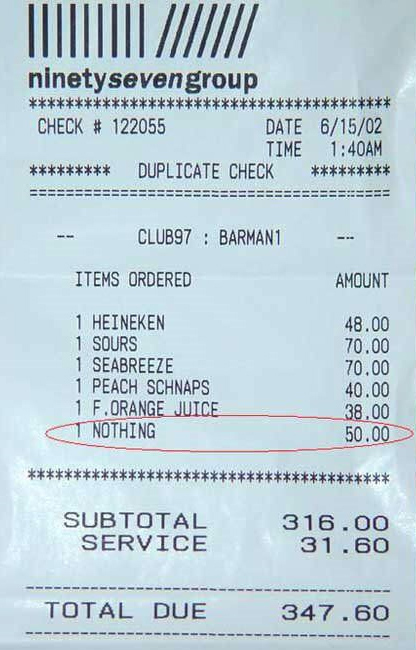 ninetysevengroup
****************************************
CHECK # 122055 DATE 6/15/02
TIME 1:40AM
********* DUPLICATE CHECK *********
========================================
-- CLUB97 : BARMAN1 --
ITEMS ORDERED AMOUNT
1 HEINEKEN 48.00
1 SOURS 70.00
1 SEABREEZE 70.00
1 PEACH SCHNAPS 40.00
1 F.ORANGE JUICE 38.00
1 NOTHING 50.00
****************************************
SUBTOTAL 316.00
SERVICE 31.60
----------------------------------------
TOTAL DUE 347.60
----------------------------------------